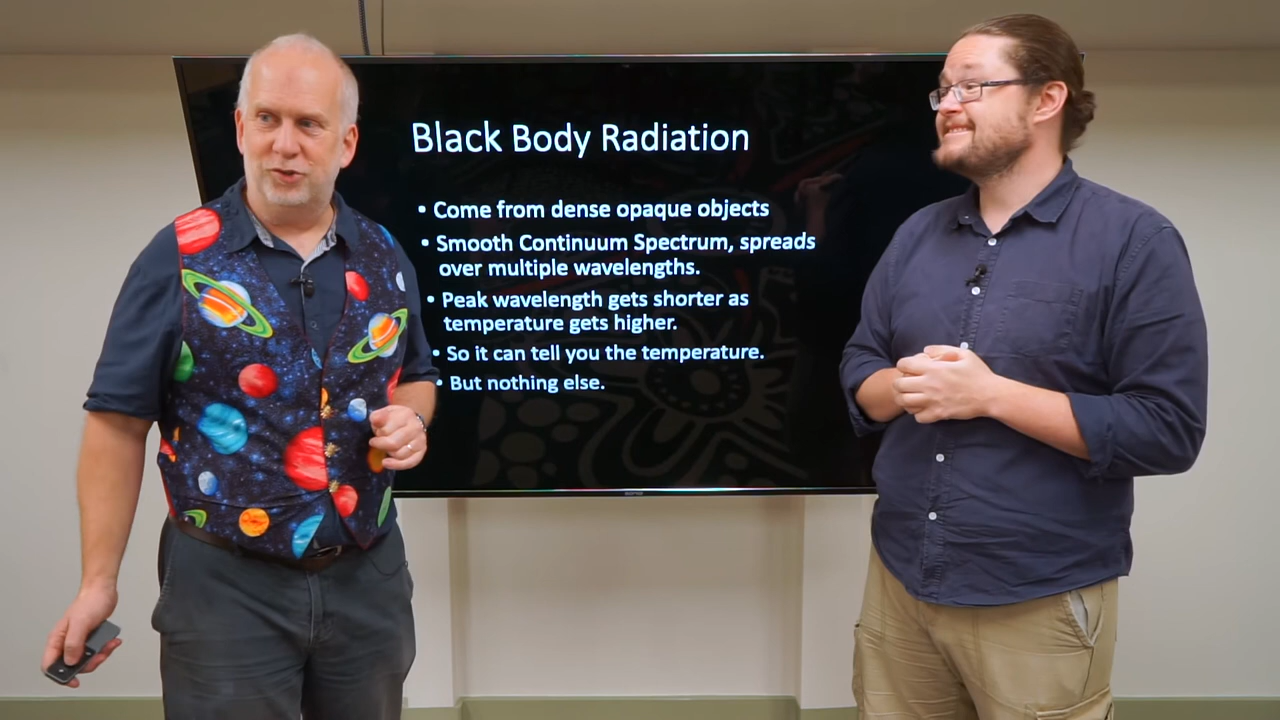 Black Body Radiation
• Come from dense opaque objects
• Smooth Continuum Spectrum, spreads
over multiple wavelengths.
• Peak wavelength gets shorter as
temperature gets higher.
• So it can tell you the temperature.
• But nothing else.